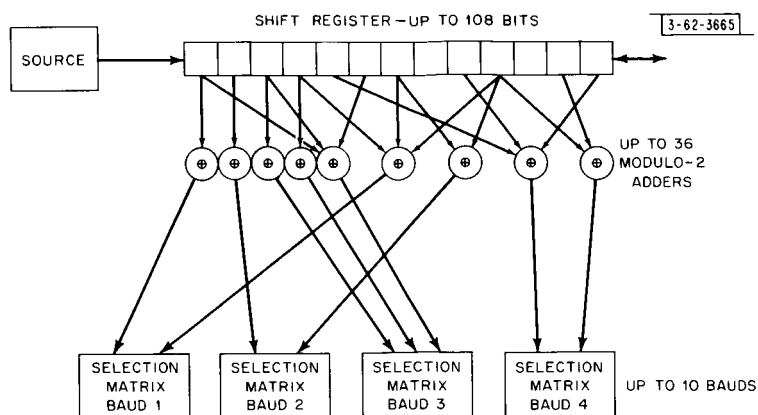 SHIFT REGISTER—UP TO 108 BITS
3-62-3665
SOURCE
⊕ ⊕ ⊕ ⊕ ⊕ ⊕ ⊕ ⊕ ⊕
UP TO 36
MODULO-2
ADDERS
SELECTION
MATRIX
BAUD 1
SELECTION
MATRIX
BAUD 2
SELECTION
MATRIX
BAUD 3
SELECTION
MATRIX
BAUD 4
UP TO 10 BAUDS